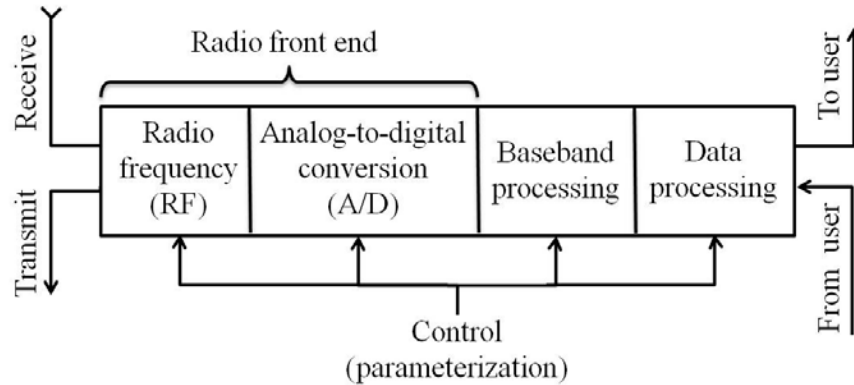 Radio front end
Receive
To user
Radio
frequency
(RF)
Analog-to-digital
conversion
(A/D)
Baseband
processing
Data
processing
Transmit
From user
Control
(parameterization)